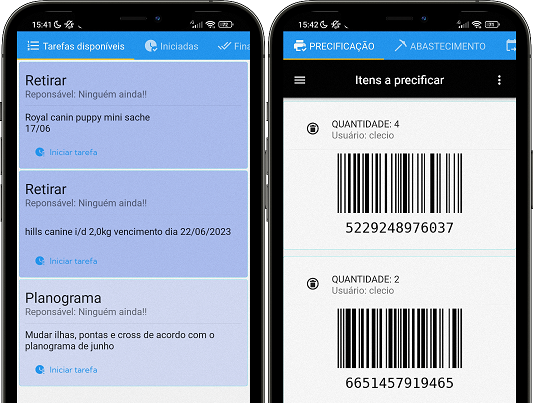 15:41
Tarefas disponíveis
Iniciadas
Fina
Retirar
Reponsável: Ninguém ainda!!
Royal canin puppy mini sache
17/06
Iniciar tarefa
Retirar
Reponsável: Ninguém ainda!!
hills canine i/d 2,0kg vencimento dia 22/06/2023
Iniciar tarefa
Planograma
Reponsável: Ninguém ainda!!
Mudar ilhas, pontas e cross de acordo com o
planograma de junho
Iniciar tarefa
15:42
PRECIFICAÇÃO
ABASTECIMENTO
Itens a precificar
QUANTIDADE: 4
Usuário: clecio
5229248976037
QUANTIDADE: 2
Usuário: clecio
6651457919465